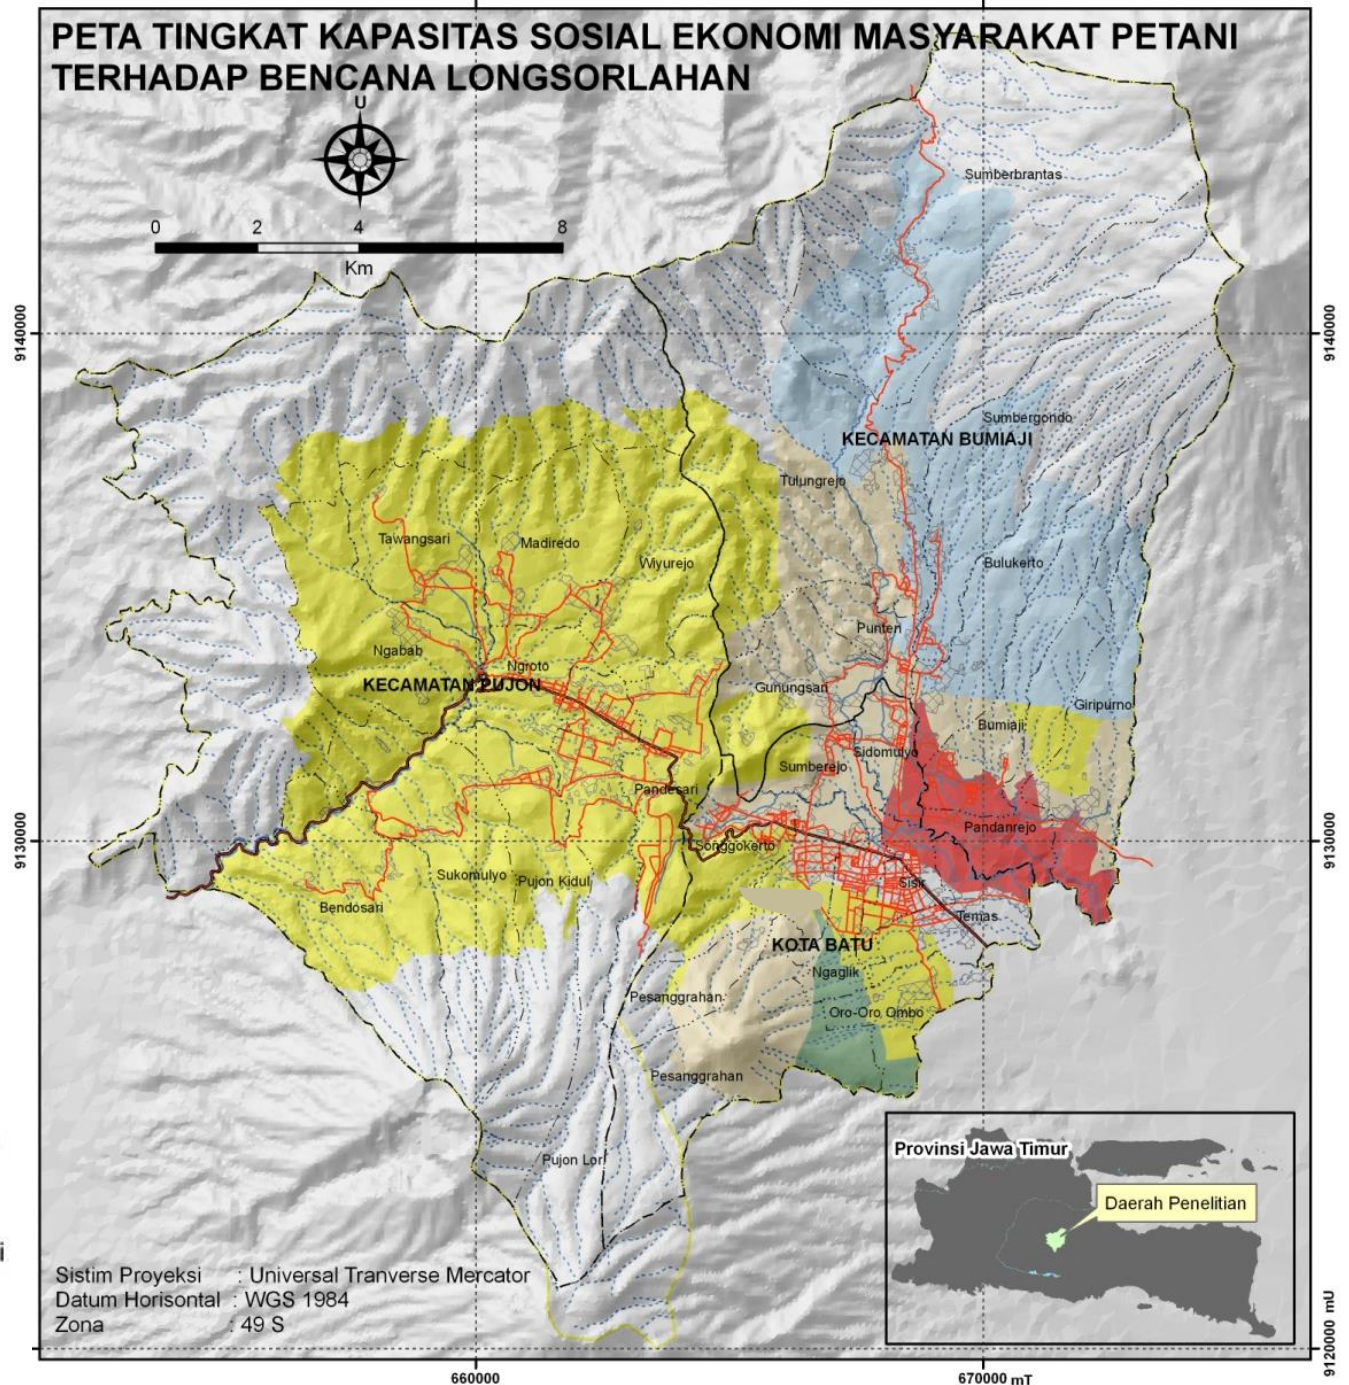 PETA TINGKAT KAPASITAS SOSIAL EKONOMI MASYARAKAT PETANI
TERHADAP BENCANA LONGSORLAHAN
U
0 2 4 8
Km
Sumberbrantas
9140000
9140000
Sumbergondo
KECAMATAN BUMIAJI
Tulungrejo
Tawangsari
Madiredo
Wiyurejo
Bulukerto
Punten
Ngabab
Ngroto
KECAMATAN PUJON
Gunungsari
Giripurno
Bumiaji
Sidomulyo
Sumberejo
Pandesari
Pandanrejo
9130000
9130000
Songgokerto
Sukomulyo
Pujon Kidul
Sisir
Bendosari
Temas
KOTA BATU
Ngaglik
Pesanggrahan
Oro-Oro Ombo
Pesanggrahan
Pujon Lor
Provinsi Jawa Timur
Daerah Penelitian
Sistim Proyeksi : Universal Tranverse Mercator
Datum Horisontal : WGS 1984
Zona : 49 S
9120000 mU
660000
670000 mT